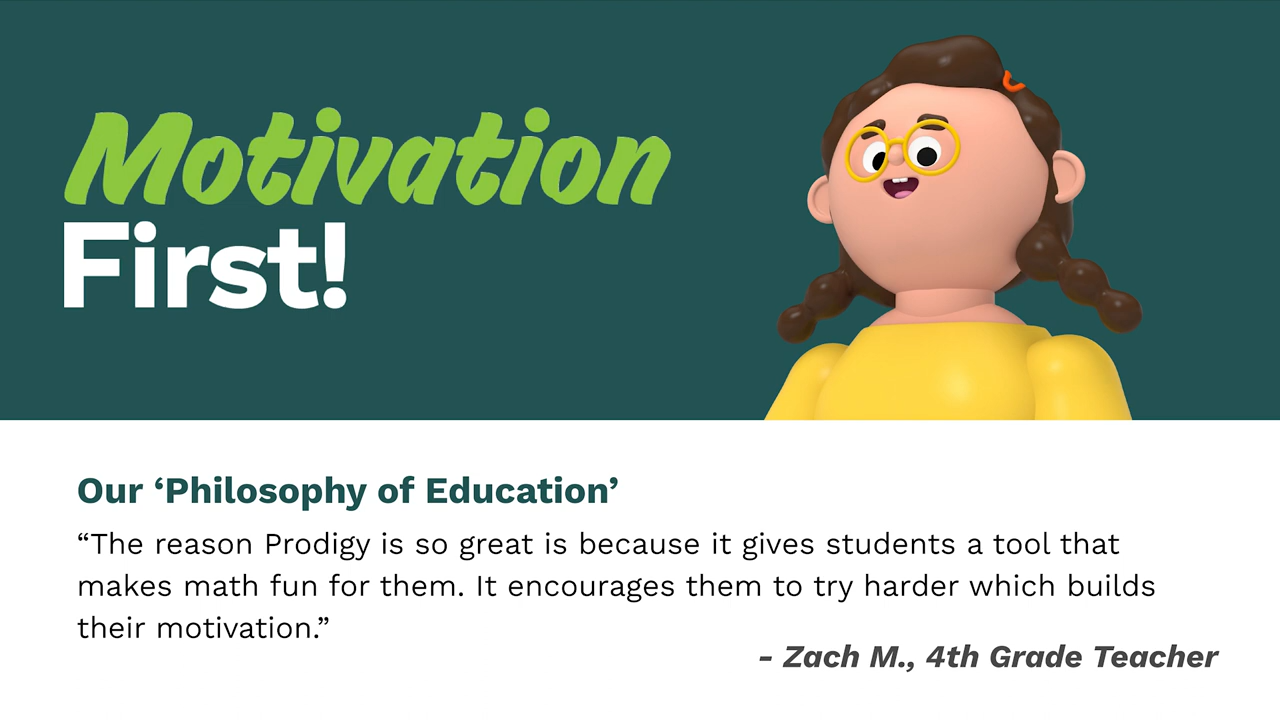 Motivation
First!
Our ‘Philosophy of Education’
“The reason Prodigy is so great is because it gives students a tool that
makes math fun for them. It encourages them to try harder which builds
their motivation.”
- Zach M., 4th Grade Teacher